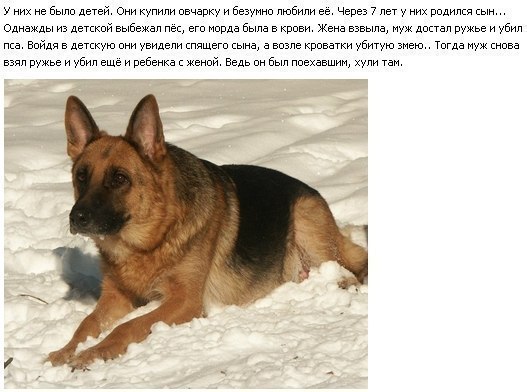 У них не было детей. Они купили овчарку и безумно любили её. Через 7 лет у них родился сын...
Однажды из детской выбежал пёс, его морда была в крови. Жена взвыла, муж достал ружье и убил
пса. Войдя в детскую они увидели спящего сына, а возле кроватки убитую змею.. Тогда муж снова
взял ружье и убил ещё и ребенка с женой. Ведь он был поехавшим, хули там.